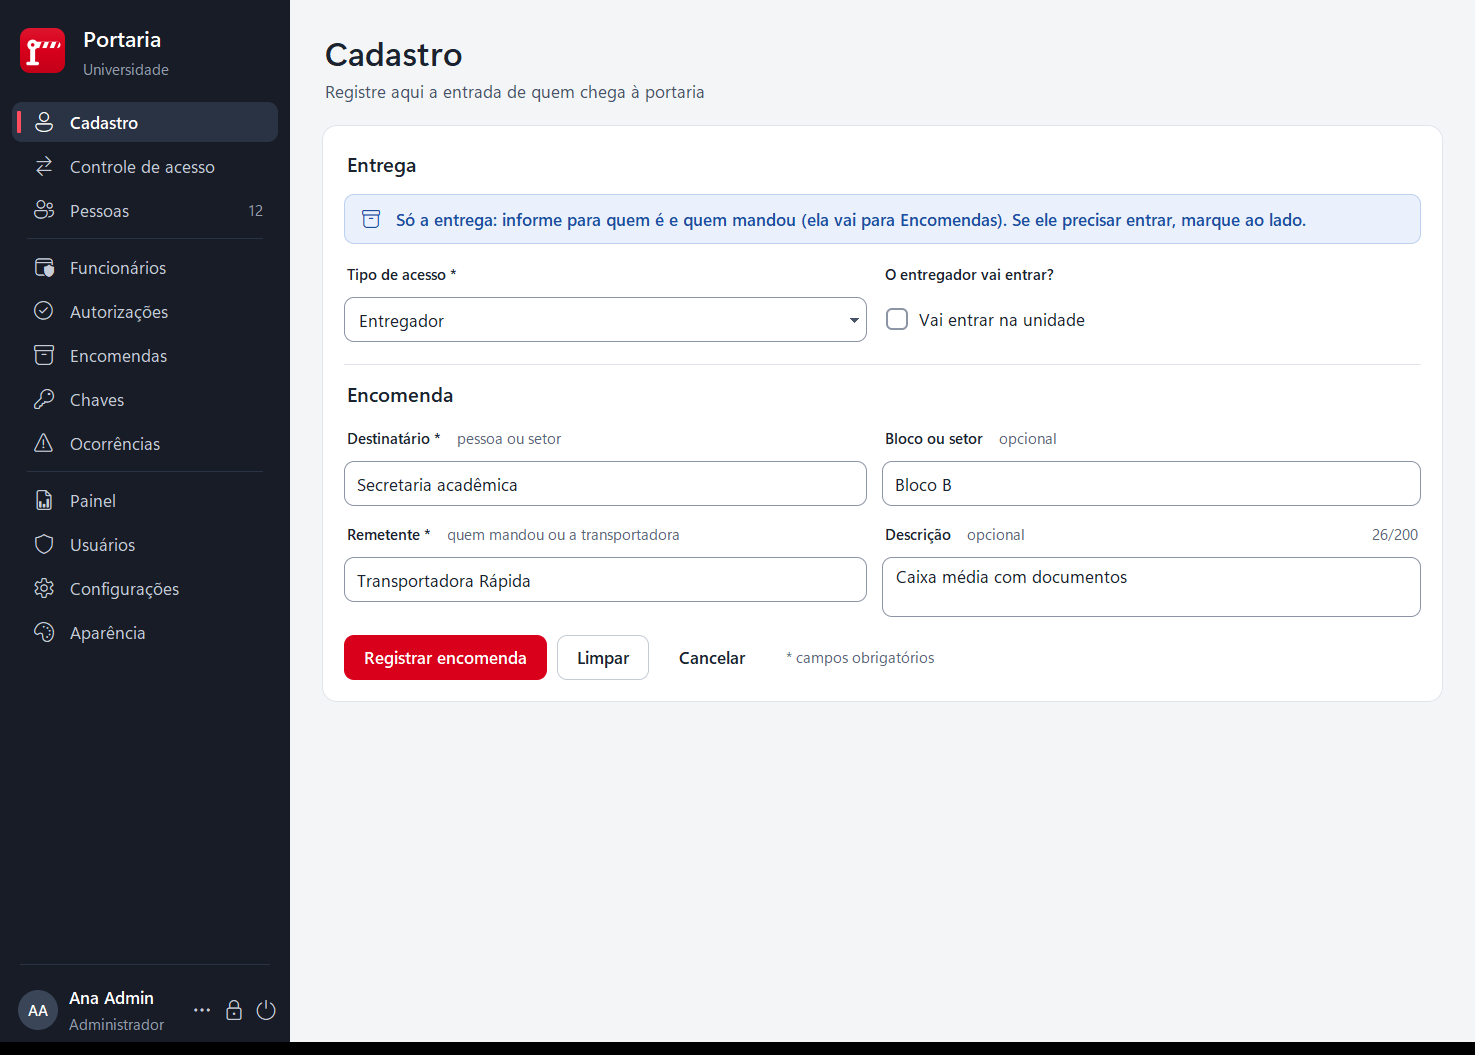 Portaria
Universidade
Cadastro
Controle de acesso
Pessoas 12
Funcionários
Autorizações
Encomendas
Chaves
Ocorrências
Painel
Usuários
Configurações
Aparência
AA
Ana Admin
Administrador
Cadastro
Registre aqui a entrada de quem chega à portaria
Entrega
Só a entrega: informe para quem é e quem mandou (ela vai para Encomendas). Se ele precisar entrar, marque ao lado.
Tipo de acesso *
Entregador
O entregador vai entrar?
Vai entrar na unidade
Encomenda
Destinatário * pessoa ou setor
Secretaria acadêmica
Bloco ou setor opcional
Bloco B
Remetente * quem mandou ou a transportadora
Transportadora Rápida
Descrição opcional 26/200
Caixa média com documentos
Registrar encomenda
Limpar
Cancelar
* campos obrigatórios